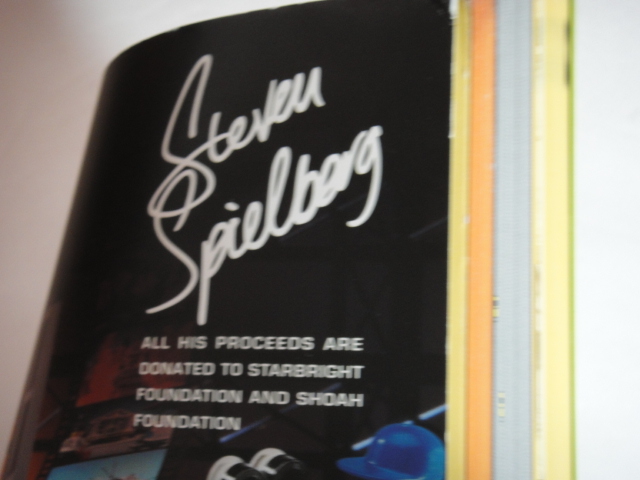 Steven
Spielberg
ALL HIS PROCEEDS ARE
DONATED TO STARBRIGHT
FOUNDATION AND SHOAH
FOUNDATION